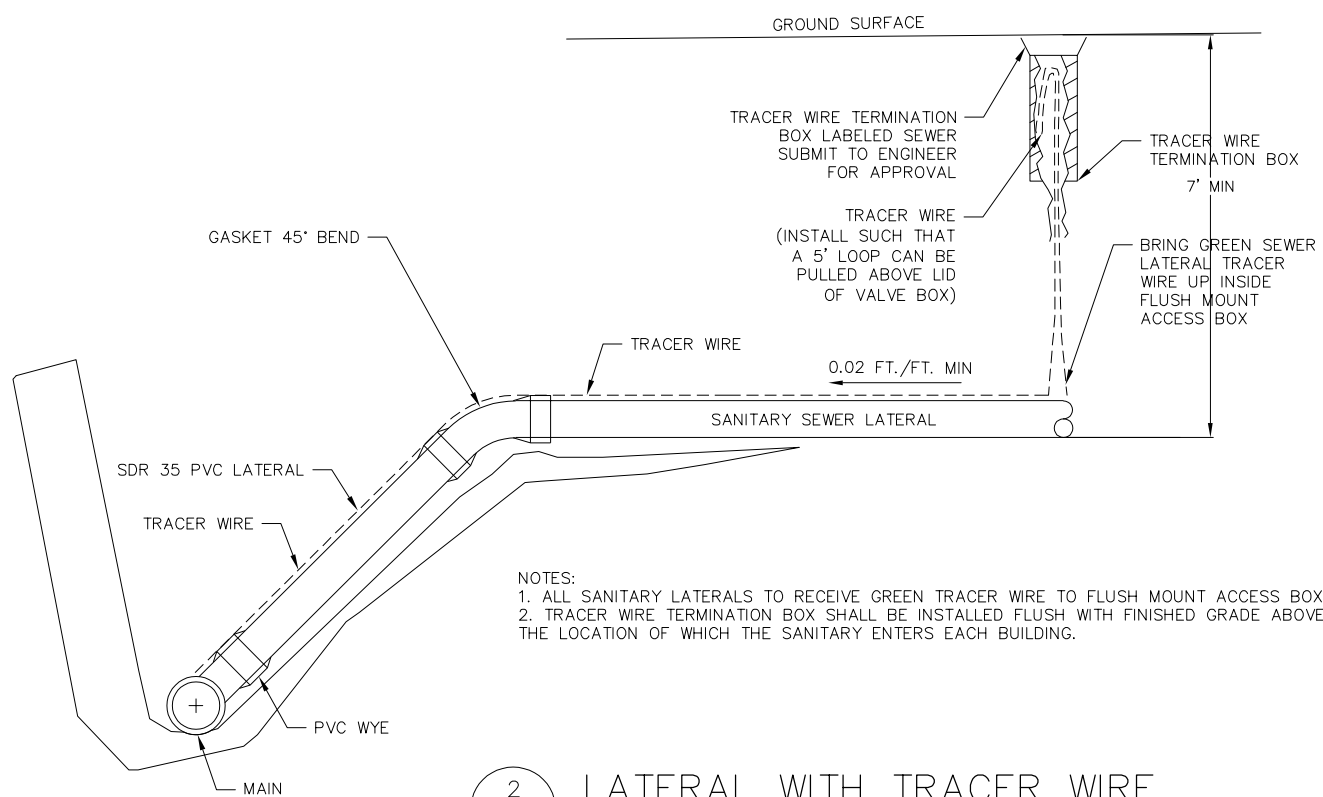 GROUND SURFACE
TRACER WIRE TERMINATION
BOX LABELED SEWER
SUBMIT TO ENGINEER
FOR APPROVAL
TRACER WIRE
TERMINATION BOX
7' MIN
TRACER WIRE
(INSTALL SUCH THAT
A 5' LOOP CAN BE
PULLED ABOVE LID
OF VALVE BOX)
GASKET 45° BEND
BRING GREEN SEWER
LATERAL TRACER
WIRE UP INSIDE
FLUSH MOUNT
ACCESS BOX
TRACER WIRE
0.02 FT./FT. MIN
SANITARY SEWER LATERAL
SDR 35 PVC LATERAL
TRACER WIRE
NOTES:
1. ALL SANITARY LATERALS TO RECEIVE GREEN TRACER WIRE TO FLUSH MOUNT ACCESS BOX
2. TRACER WIRE TERMINATION BOX SHALL BE INSTALLED FLUSH WITH FINISHED GRADE ABOVE
THE LOCATION OF WHICH THE SANITARY ENTERS EACH BUILDING.
PVC WYE
MAIN
2
LATERAL WITH TRACER WIRE